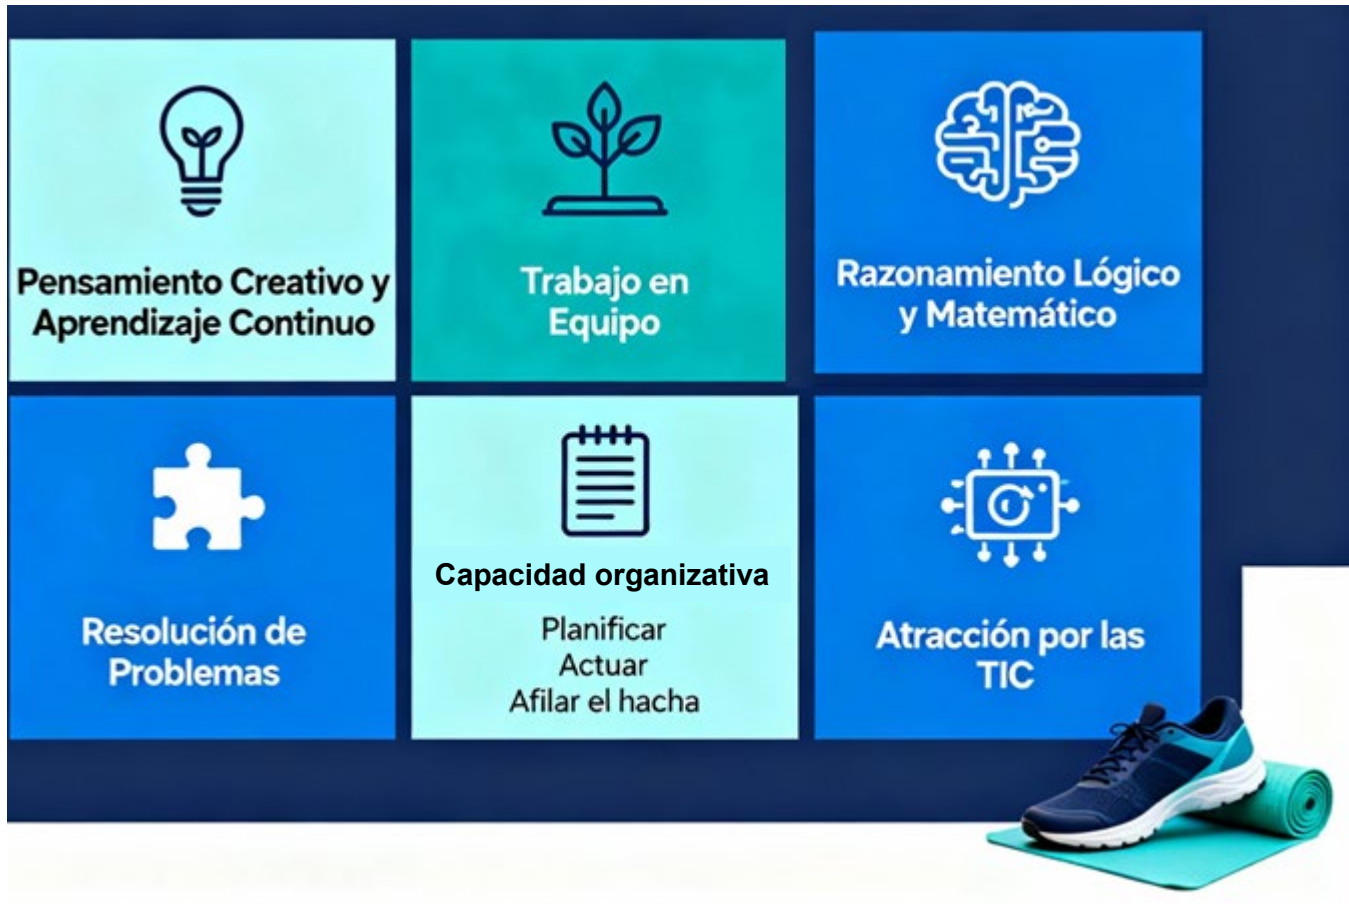 Pensamiento Creativo y
Aprendizaje Continuo
Trabajo en
Equipo
Razonamiento Lógico
y Matemático
Resolución de
Problemas
Capacidad organizativa
Planificar
Actuar
Afilar el hacha
Atracción por las
TIC